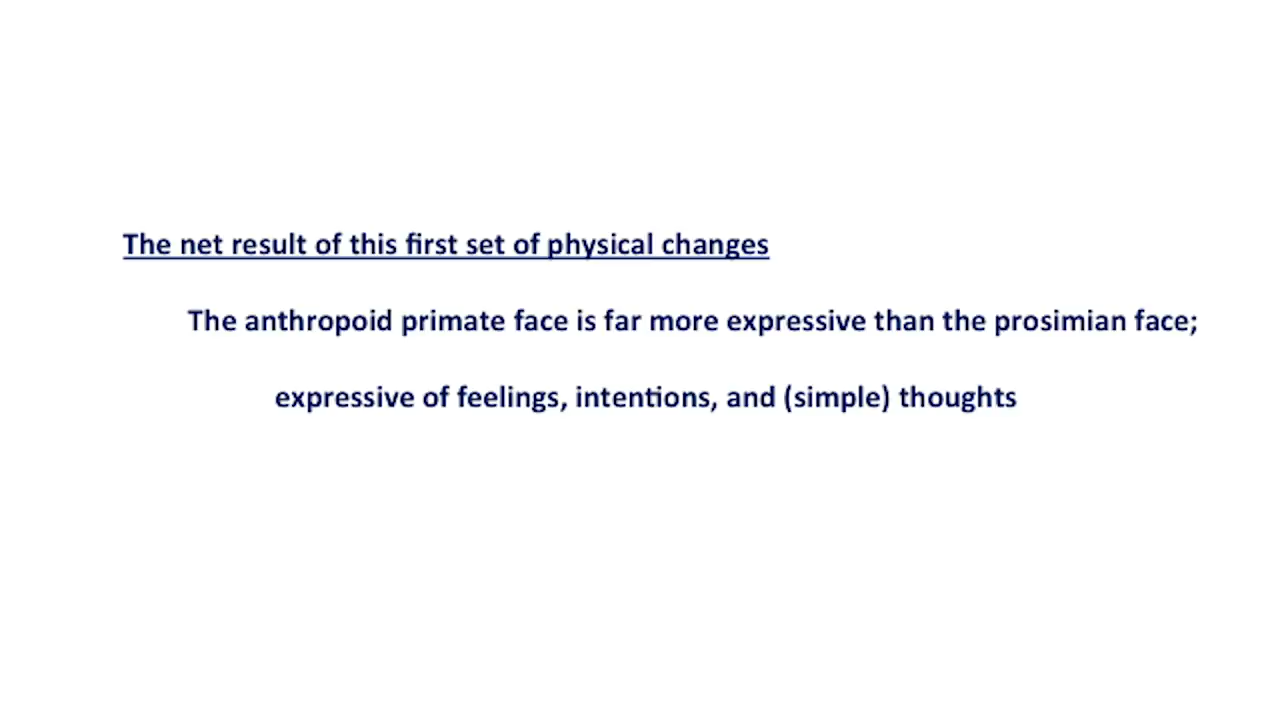 The net result of this first set of physical changes
The anthropoid primate face is far more expressive than the prosimian face;
expressive of feelings, intentions, and (simple) thoughts